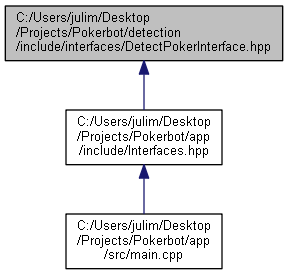 C:/Users/julim/Desktop
/Projects/Pokerbot/detection
/include/interfaces/DetectPokerInterface.hpp
C:/Users/julim/Desktop
/Projects/Pokerbot/app
/include/Interfaces.hpp
C:/Users/julim/Desktop
/Projects/Pokerbot/app
/src/main.cpp